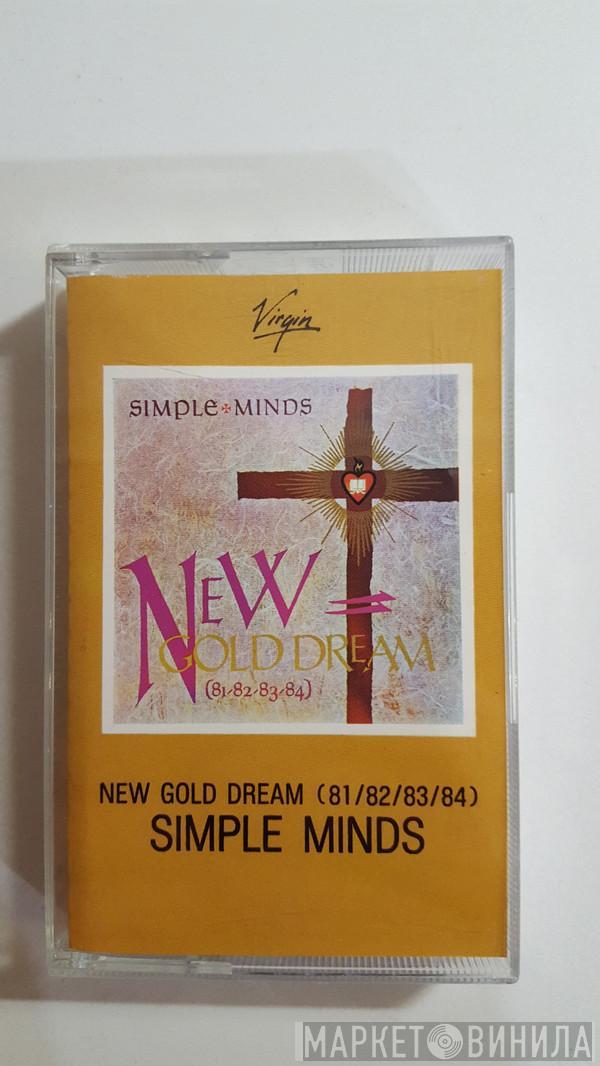 Virgin
SIMPLE + MINDS
NEW
GOLD DREAM
(81-82-83-84)
NEW GOLD DREAM (81/82/83/84)
SIMPLE MINDS
МАРКЕТ ВИНИЛА